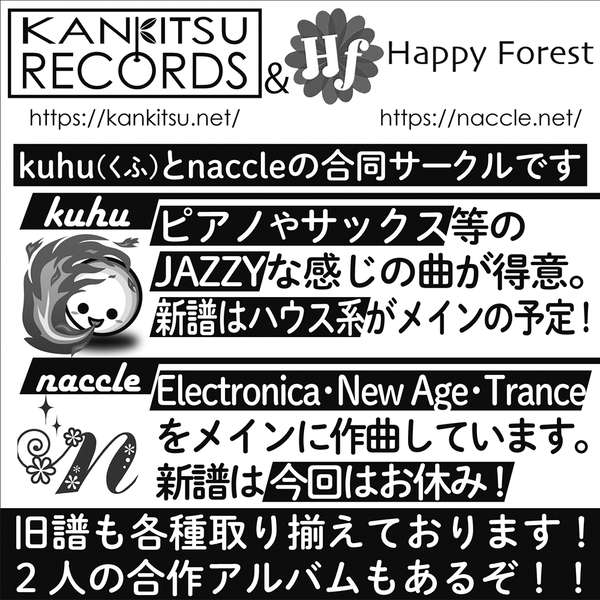 KANKITSU RECORDS & Hf Happy Forest
https://kankitsu.net/ https://naccle.net/
kuhu(くふ)とnaccleの合同サークルです
kuhu
ピアノやサックス等の
JAZZYな感じの曲が得意。
新譜はハウス系がメインの予定！
naccle
Electronica・New Age・Trance
をメインに作曲しています。
n
新譜は今回はお休み！
旧譜も各種取り揃えております！
２人の合作アルバムもあるぞ！！